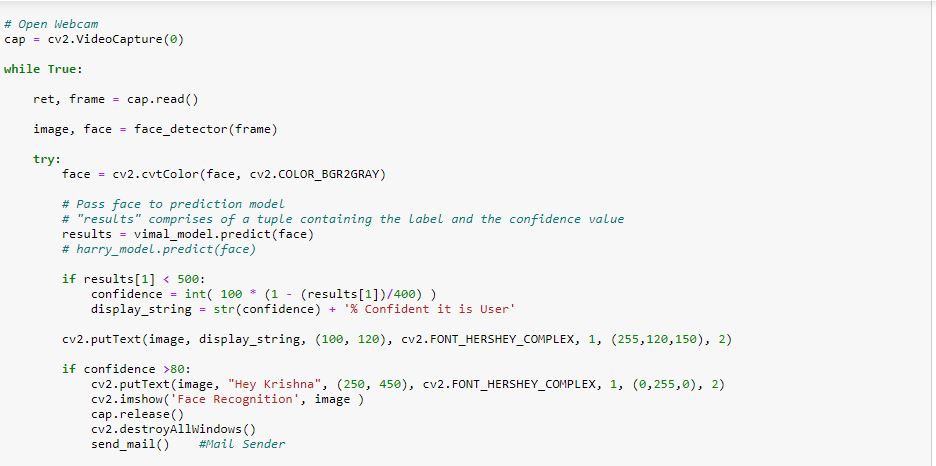 # Open Webcam
cap = cv2.VideoCapture(0)
while True:
    ret, frame = cap.read()
    image, face = face_detector(frame)
    try:
        face = cv2.cvtColor(face, cv2.COLOR_BGR2GRAY)
        # Pass face to prediction model
        # "results" comprises of a tuple containing the label and the confidence value
        results = vimal_model.predict(face)
        # harry_model.predict(face)
        if results[1] < 500:
            confidence = int( 100 * (1 - (results[1])/400) )
            display_string = str(confidence) + '% Confident it is User'
        cv2.putText(image, display_string, (100, 120), cv2.FONT_HERSHEY_COMPLEX, 1, (255,120,150), 2)
        if confidence >80:
            cv2.putText(image, "Hey Krishna", (250, 450), cv2.FONT_HERSHEY_COMPLEX, 1, (0,255,0), 2)
            cv2.imshow('Face Recognition', image )
            cap.release()
            cv2.destroyAllWindows()
            send_mail()    #Mail Sender